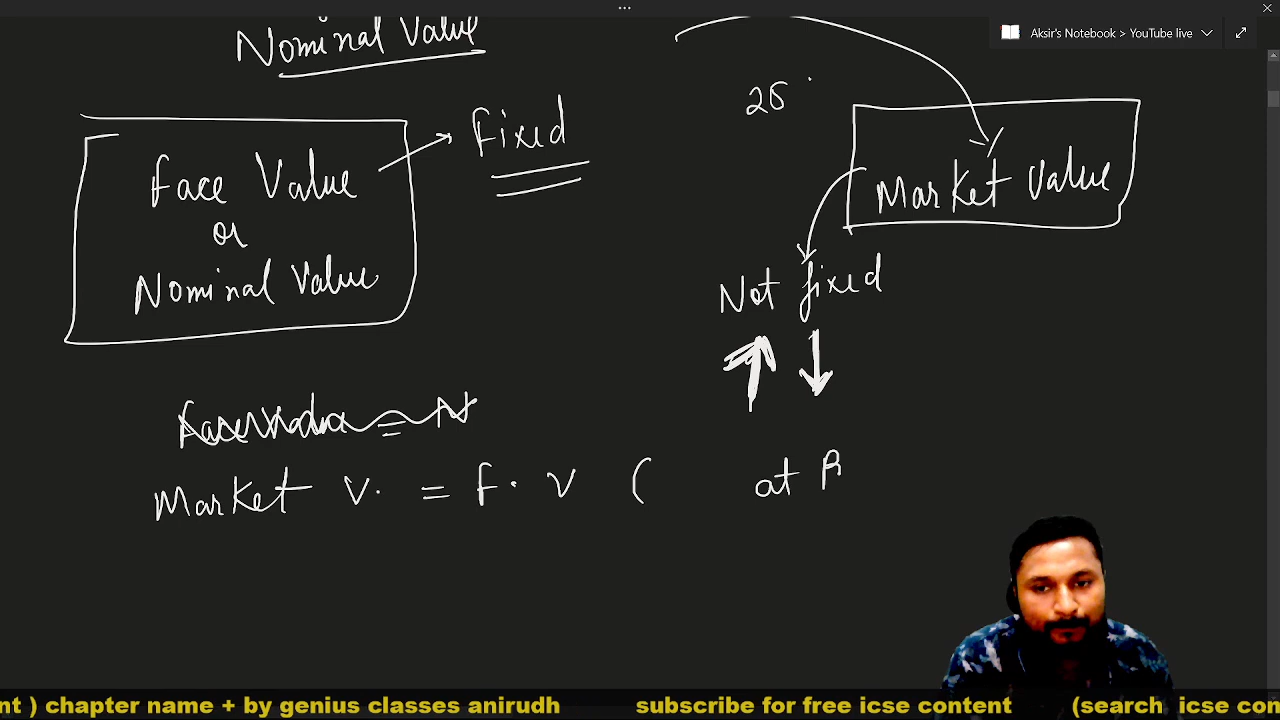 Nominal Value
Aksir's Notebook > YouTube live
Face Value
or
Nominal Value
Fixed
Market Value
Not fixed
Market V. = F. V (
at P
nt ) chapter name + by genius classes anirudh subscribe for free icse content (search icse con